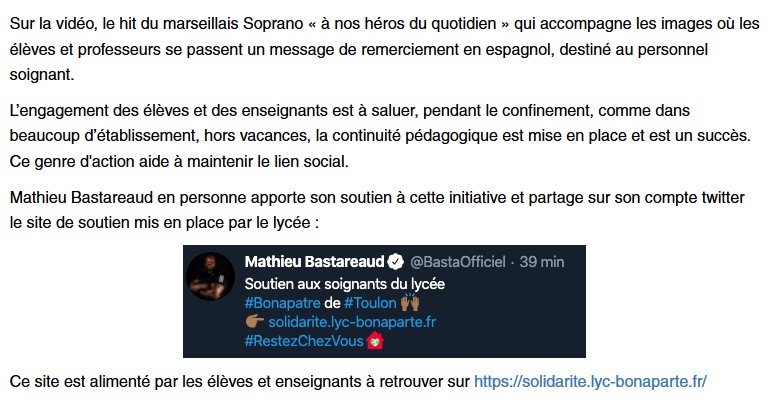 Sur la vidéo, le hit du marseillais Soprano « à nos héros du quotidien » qui accompagne les images où les
élèves et professeurs se passent un message de remerciement en espagnol, destiné au personnel
soignant.
L’engagement des élèves et des enseignants est à saluer, pendant le confinement, comme dans
beaucoup d’établissement, hors vacances, la continuité pédagogique est mise en place et est un succès.
Ce genre d'action aide à maintenir le lien social.
Mathieu Bastareaud en personne apporte son soutien à cette initiative et partage sur son compte twitter
le site de soutien mis en place par le lycée :
Mathieu Bastareaud @BastaOfficiel · 39 min
Soutien aux soignants du lycée
#Bonapatre de #Toulon 🙌🏾
👉🏾 solidarite.lyc-bonaparte.fr
#RestezChezVous
Ce site est alimenté par les élèves et enseignants à retrouver sur https://solidarite.lyc-bonaparte.fr/